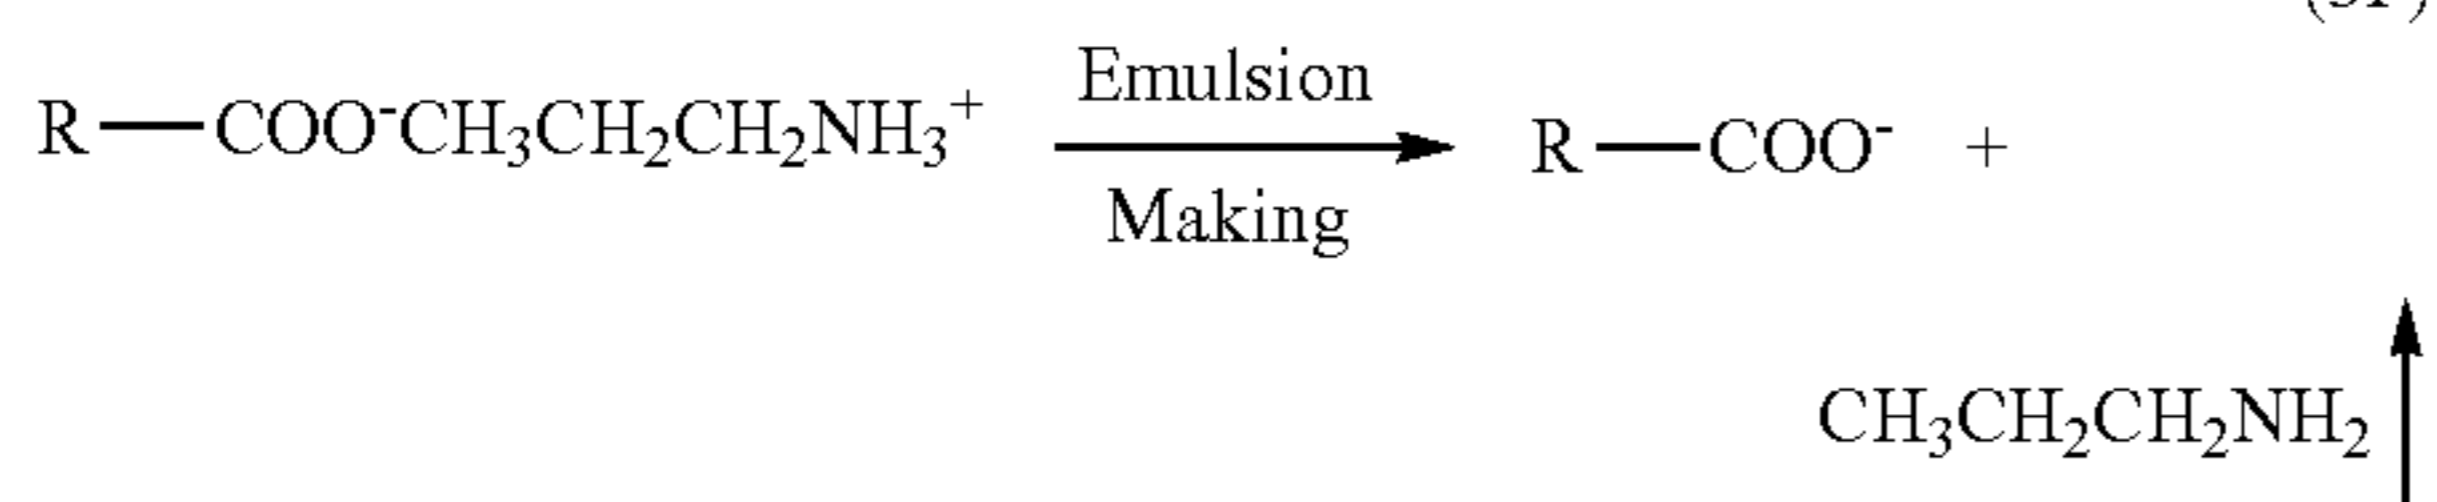 R—COO⁻CH₃CH₂CH₂NH₃⁺ Emulsion Making R—COO⁻ +
CH₃CH₂CH₂NH₂